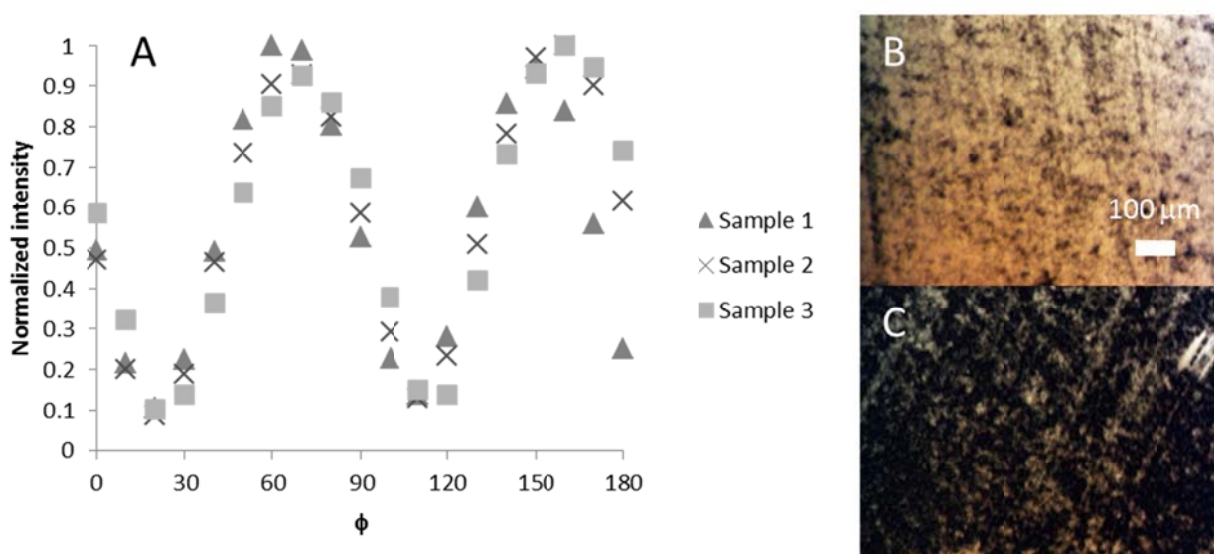 A
1
0.9
0.8
0.7
0.6
0.5
0.4
0.3
0.2
0.1
0
Normalized intensity
0 30 60 90 120 150 180
ϕ
Sample 1
Sample 2
Sample 3
B
100 μm
C